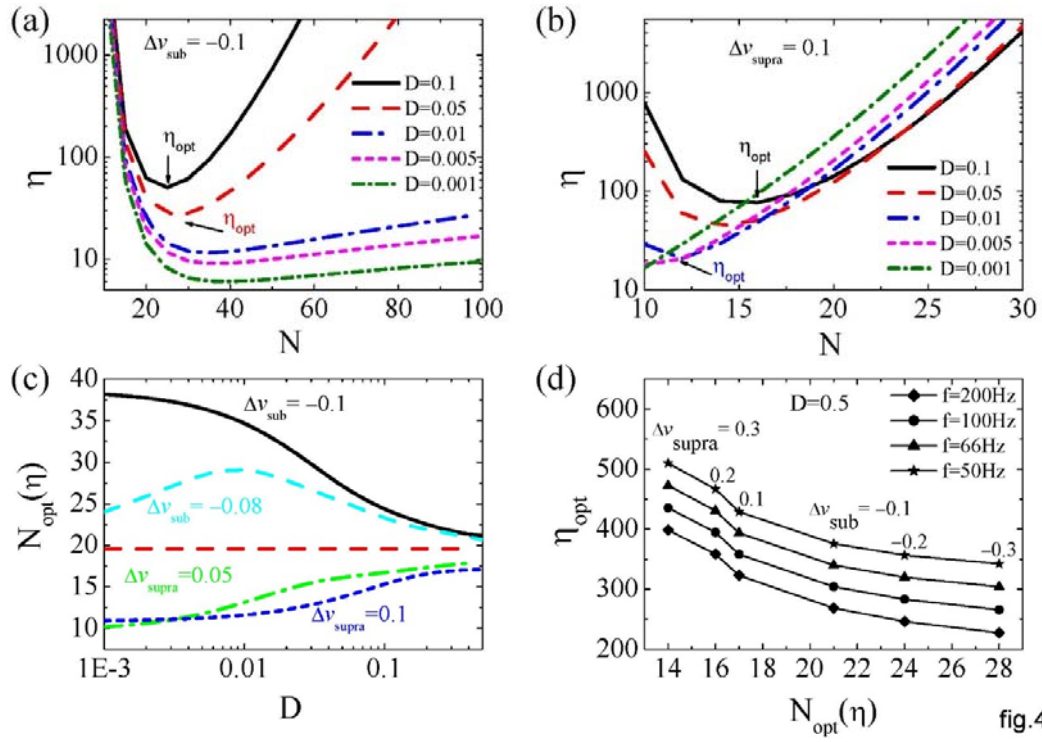 (a)
Δv_sub = −0.1
D=0.1
D=0.05
D=0.01
D=0.005
D=0.001
η_opt
η_opt
1000
100
10
η
20 40 60 80 100
N
(b)
Δv_supra = 0.1
D=0.1
D=0.05
D=0.01
D=0.005
D=0.001
η_opt
η_opt
1000
100
10
η
10 15 20 25 30
N
(c)
Δv_sub = −0.1
Δv_sub = −0.08
Δv_supra = 0.05
Δv_supra = 0.1
40
35
30
25
20
15
10
N_opt(η)
1E-3 0.01 0.1
D
(d)
D=0.5
f=200Hz
f=100Hz
f=66Hz
f=50Hz
Δv_supra = 0.3
0.2
0.1
Δv_sub = −0.1
−0.2
−0.3
600
500
400
300
200
η_opt
14 16 18 20 22 24 26 28
N_opt(η)
fig.4